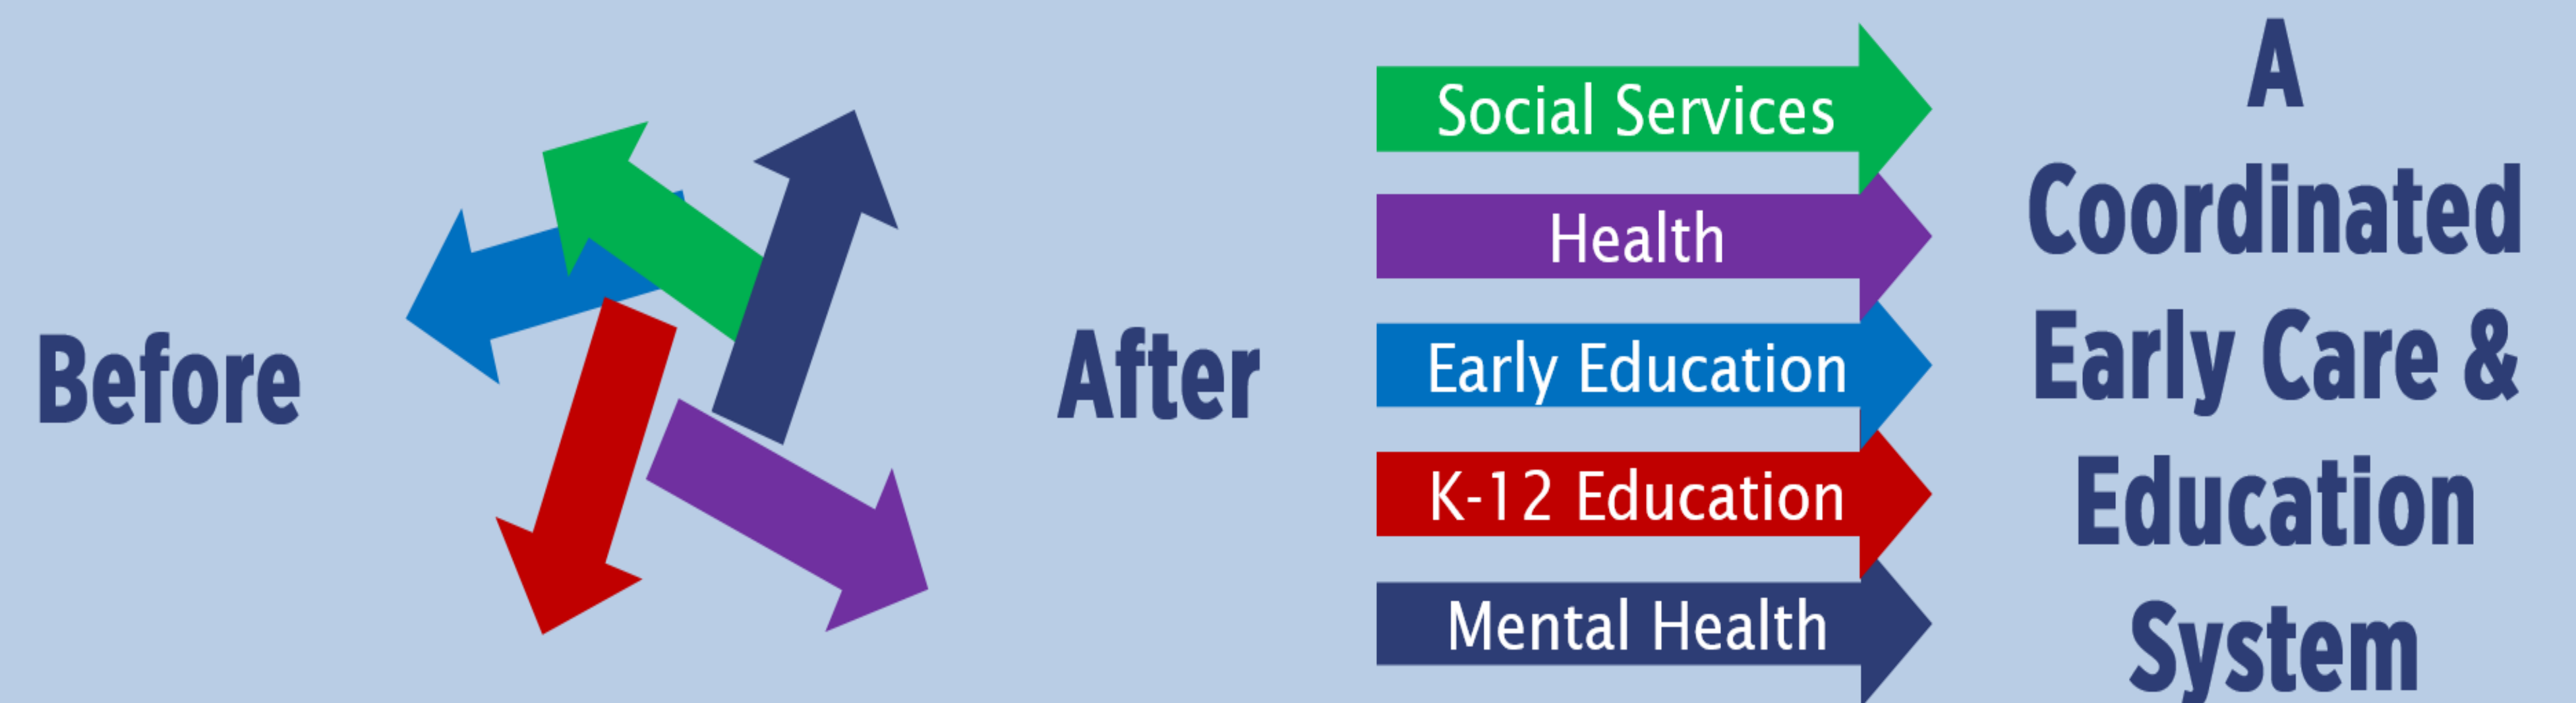 Before
After
Social Services
Health
Early Education
K-12 Education
Mental Health
A
Coordinated
Early Care &
Education
System